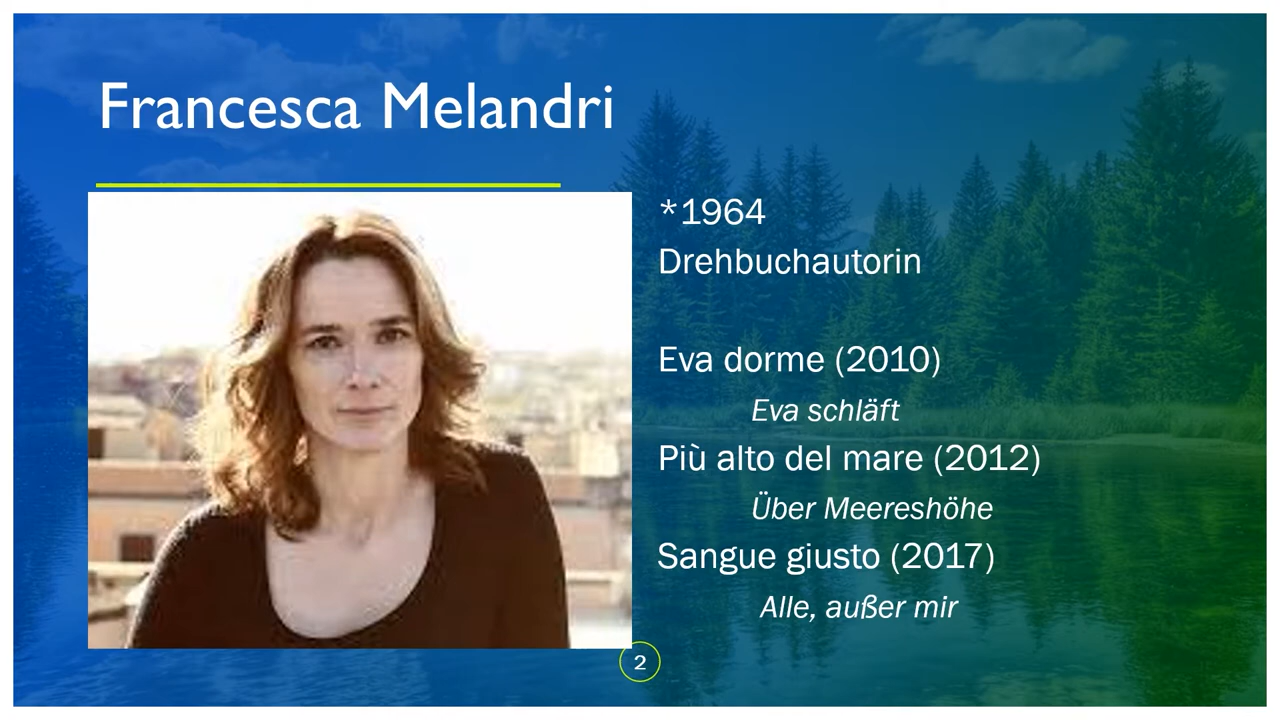 Francesca Melandri
*1964
Drehbuchautorin
Eva dorme (2010)
Eva schläft
Più alto del mare (2012)
Über Meereshöhe
Sangue giusto (2017)
Alle, außer mir
2